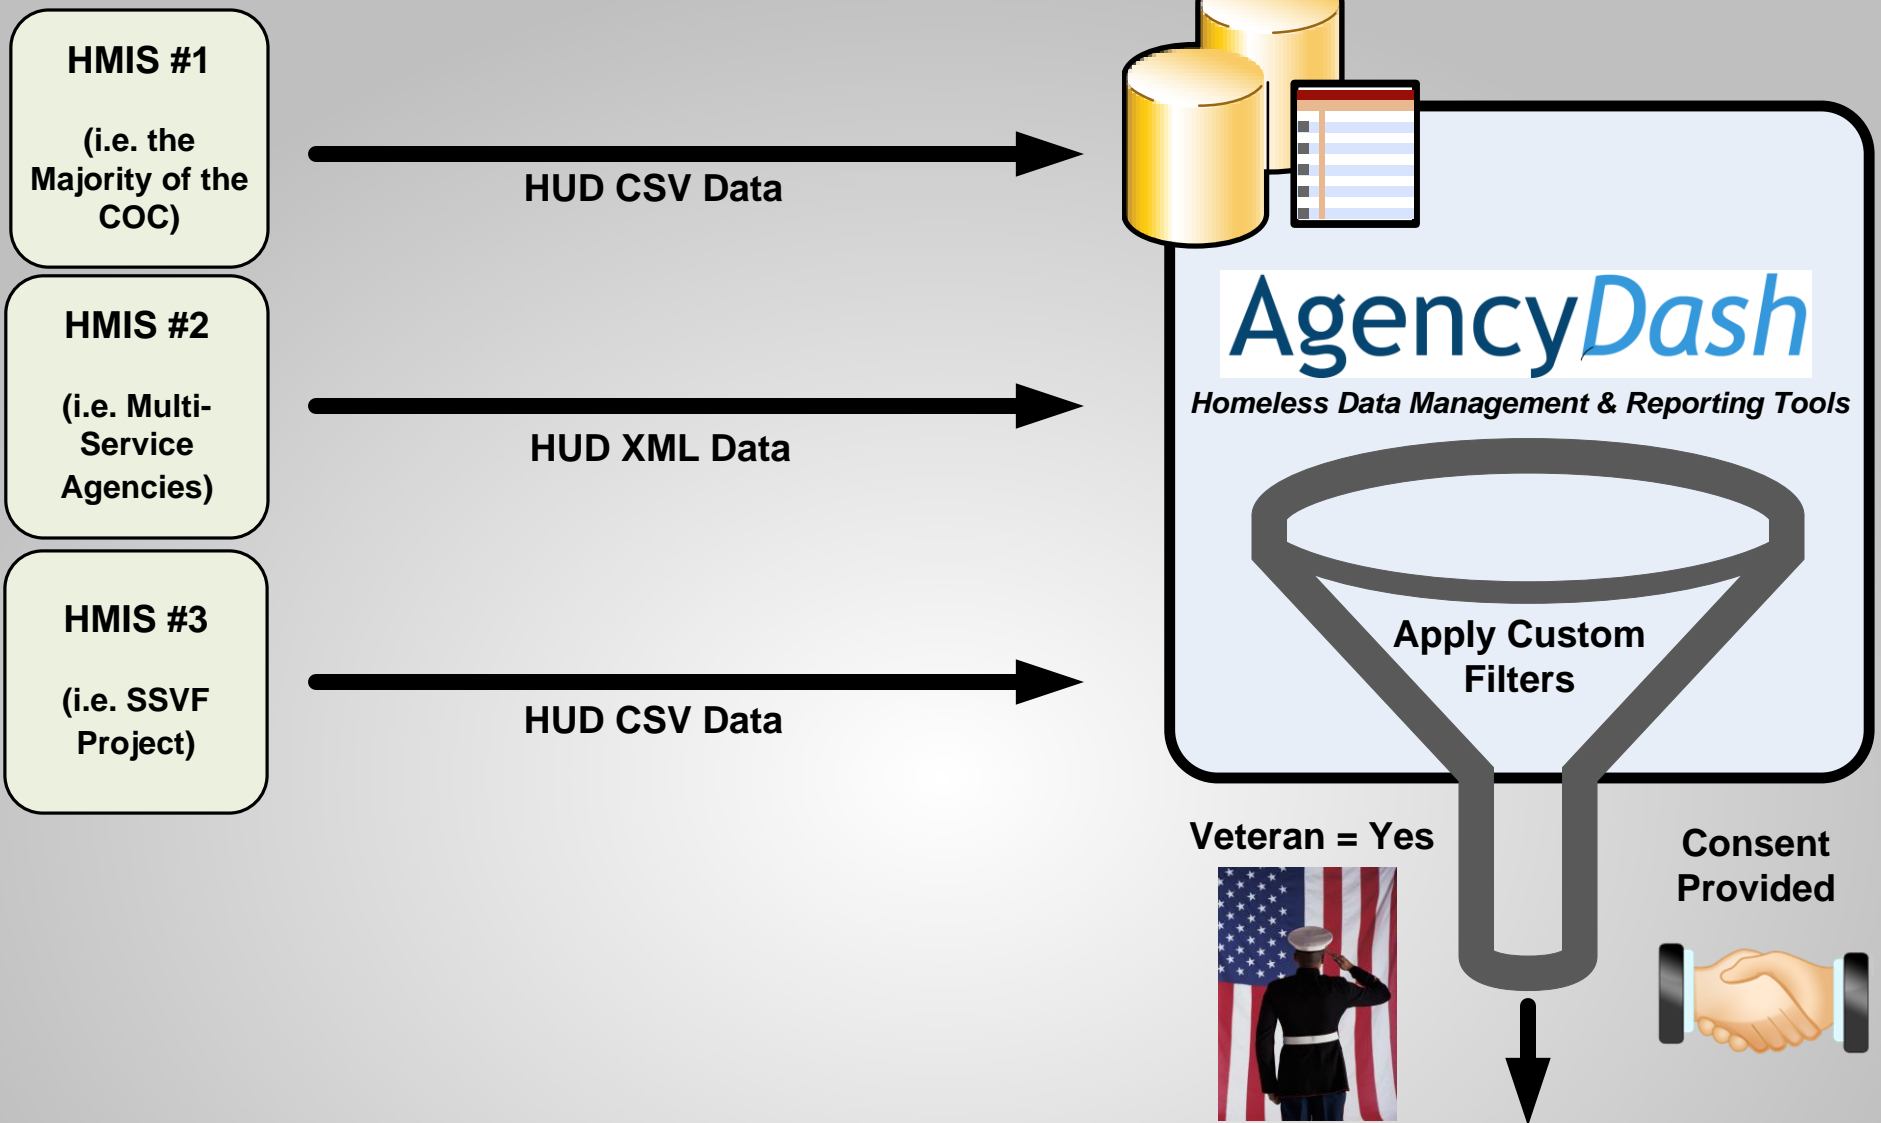 HMIS #1
(i.e. the
Majority of the
COC)
HUD CSV Data
HMIS #2
(i.e. Multi-
Service
Agencies)
HUD XML Data
HMIS #3
(i.e. SSVF
Project)
HUD CSV Data
AgencyDash
Homeless Data Management & Reporting Tools
Apply Custom
Filters
Veteran = Yes
Consent
Provided